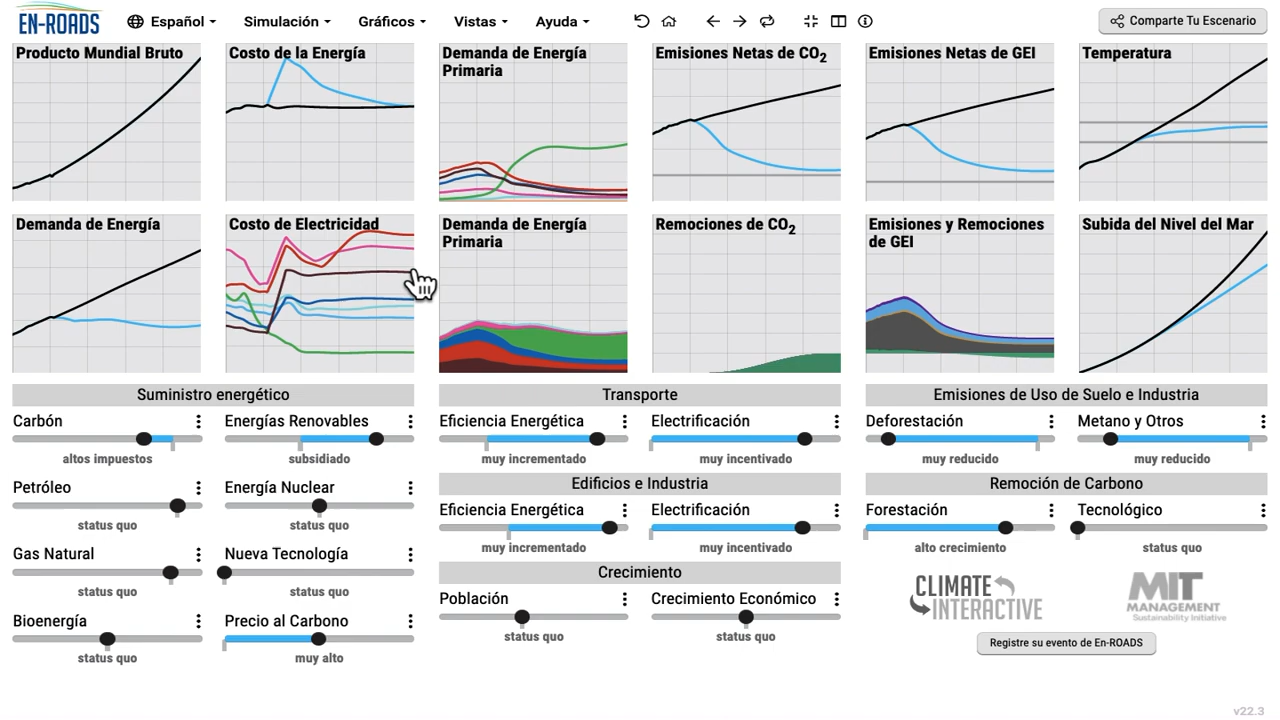 EN-ROADS
Español
Simulación
Gráficos
Vistas
Ayuda
Comparte Tu Escenario
Producto Mundial Bruto
Costo de la Energía
Demanda de Energía
Primaria
Emisiones Netas de CO2
Emisiones Netas de GEI
Temperatura
Demanda de Energía
Costo de Electricidad
Demanda de Energía
Primaria
Remociones de CO2
Emisiones y Remociones
de GEI
Subida del Nivel del Mar
Suministro energético
Carbón
altos impuestos
Energías Renovables
subsidiado
Petróleo
status quo
Energía Nuclear
status quo
Gas Natural
status quo
Nueva Tecnología
status quo
Bioenergía
status quo
Precio al Carbono
muy alto
Transporte
Eficiencia Energética
muy incrementado
Electrificación
muy incentivado
Edificios e Industria
Eficiencia Energética
muy incrementado
Electrificación
muy incentivado
Crecimiento
Población
status quo
Crecimiento Económico
status quo
Emisiones de Uso de Suelo e Industria
Deforestación
muy reducido
Metano y Otros
muy reducido
Remoción de Carbono
Forestación
alto crecimiento
Tecnológico
status quo
CLIMATE
INTERACTIVE
MIT
MANAGEMENT
Sustainability Initiative
Registre su evento de En-ROADS
v22.3